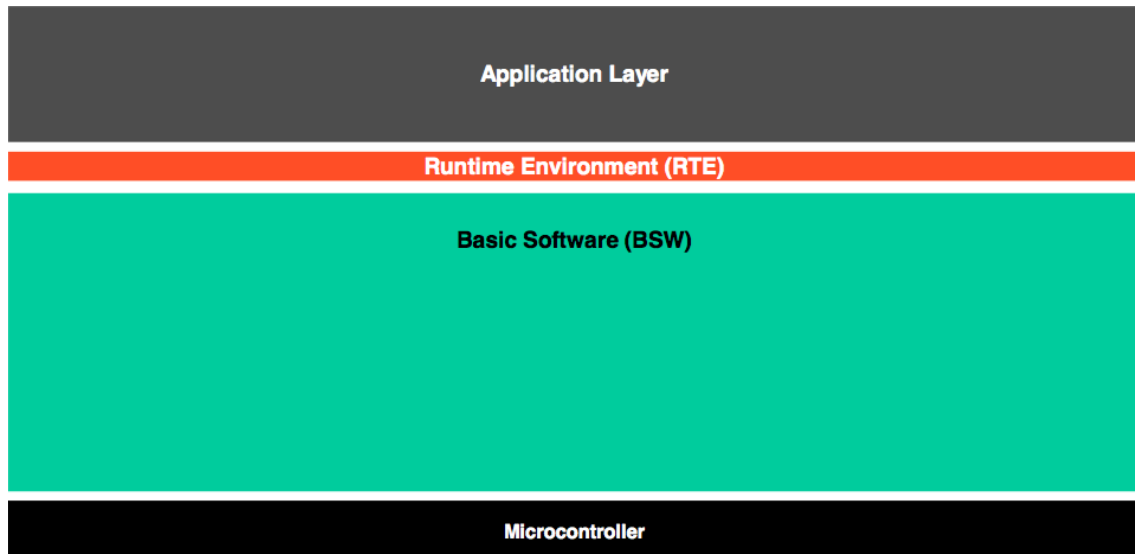 Application Layer
Runtime Environment (RTE)
Basic Software (BSW)
Microcontroller